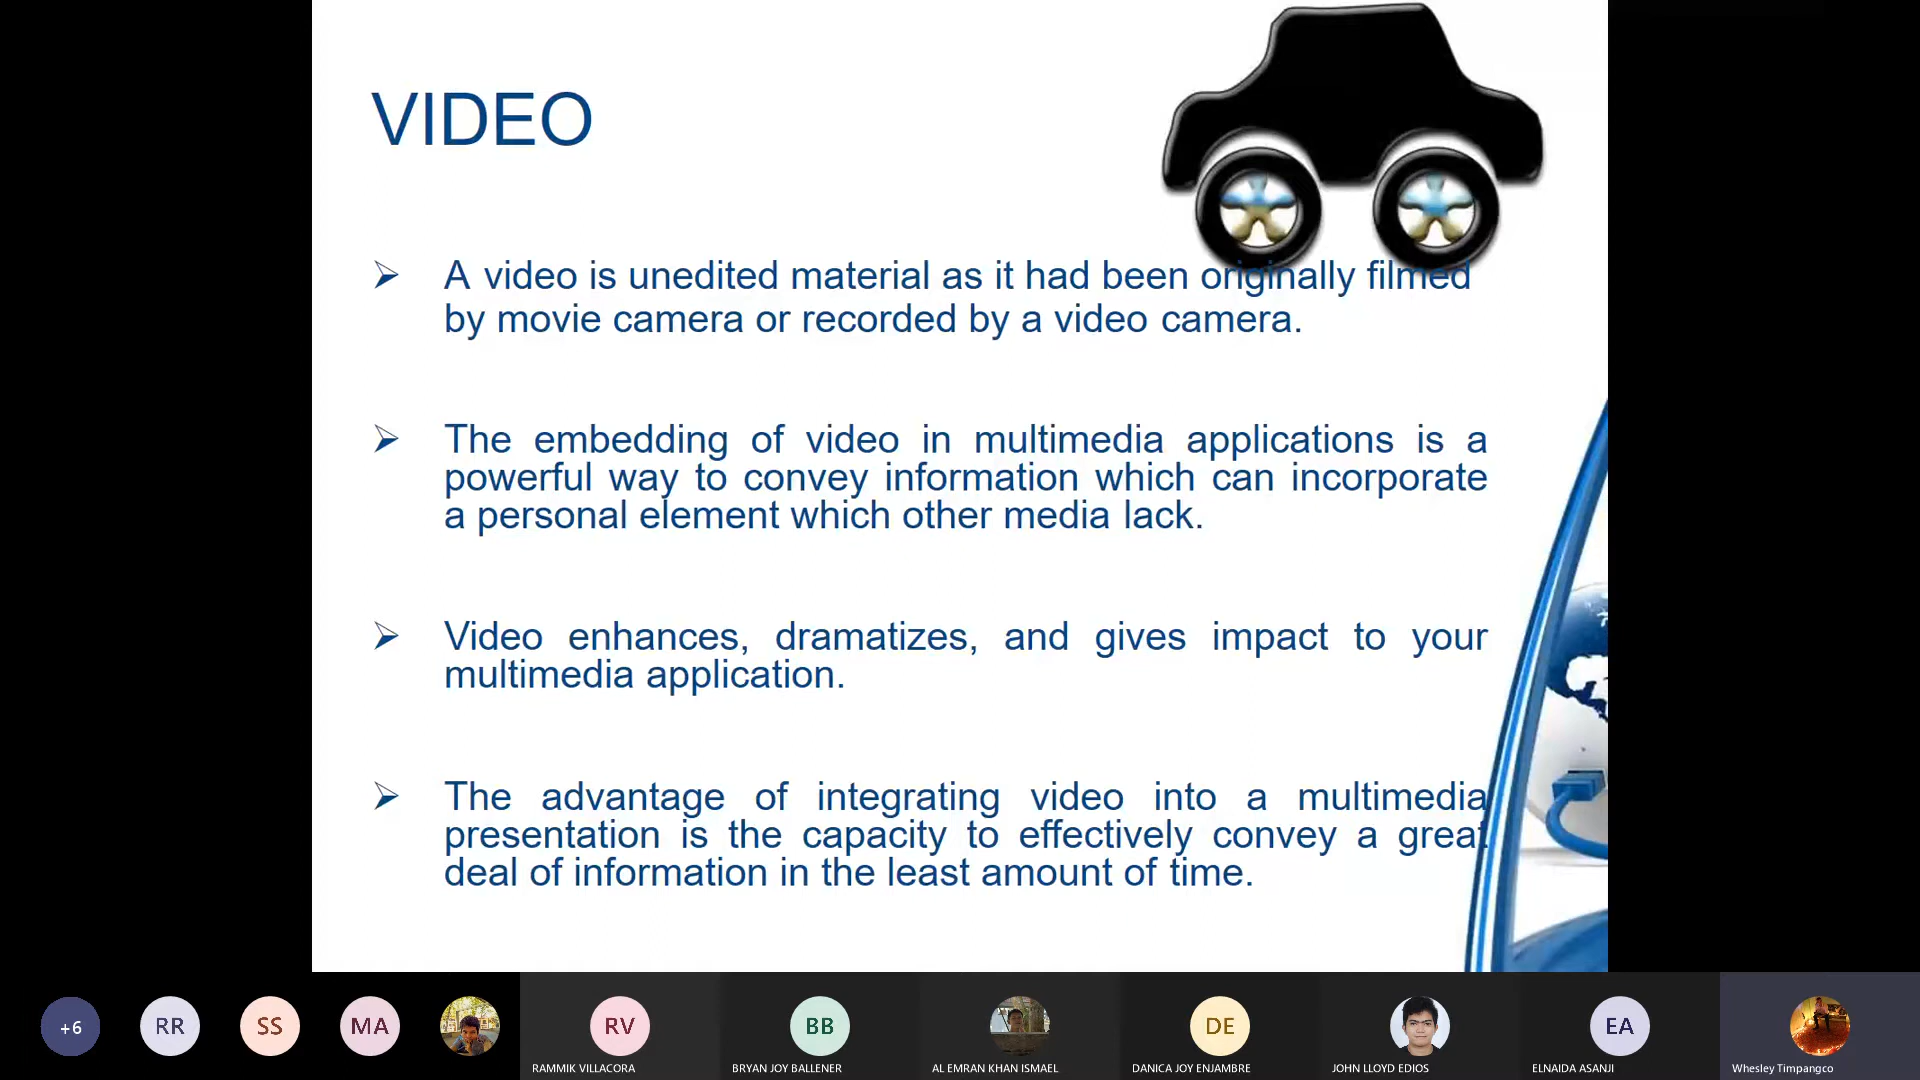 VIDEO
➢ A video is unedited material as it had been originally filmed
by movie camera or recorded by a video camera.
➢ The embedding of video in multimedia applications is a
powerful way to convey information which can incorporate
a personal element which other media lack.
➢ Video enhances, dramatizes, and gives impact to your
multimedia application.
➢ The advantage of integrating video into a multimedia
presentation is the capacity to effectively convey a great
deal of information in the least amount of time.
+6 RR SS MA RV BB DE EA
RAMMIK VILLACORA BRYAN JOY BALLENER AL EMRAN KHAN ISMAEL DANICA JOY ENJAMBRE JOHN LLOYD EDIOS ELNAIDA ASANJI Whesley Timpangco